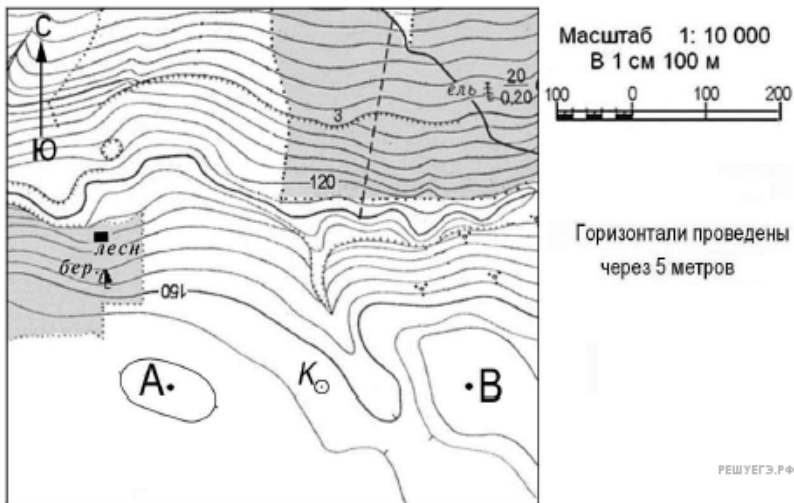 С
Ю
3
ель 20
0,20
120
лесн
бер.
150
А
К
В
Масштаб 1: 10 000
В 1 см 100 м
100 0 100 200
Горизонтали проведены
через 5 метров
РЕШУЕГЭ.РФ